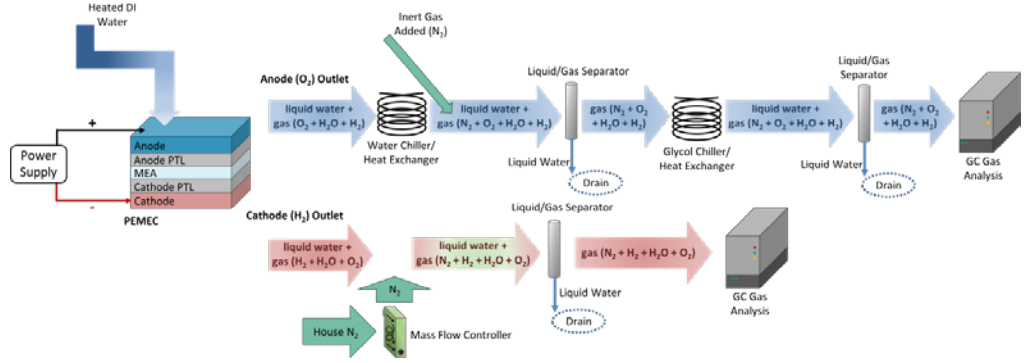 Heated DI
Water
+
Power
Supply
-
Anode
Anode PTL
MEA
Cathode PTL
Cathode
PEMEC
Inert Gas
Added (N₂)
Anode (O₂) Outlet
liquid water +
gas (O₂ + H₂O + H₂)
Water Chiller/
Heat Exchanger
liquid water +
gas (N₂ + O₂ + H₂O + H₂)
Liquid/Gas Separator
Liquid Water
Drain
gas (N₂ + O₂
+ H₂O + H₂)
Glycol Chiller/
Heat Exchanger
liquid water +
gas (N₂ + O₂ + H₂O + H₂)
Liquid/Gas
Separator
Liquid Water
Drain
gas (N₂ + O₂
+ H₂O + H₂)
GC Gas
Analysis
Cathode (H₂) Outlet
liquid water +
gas (H₂ + H₂O + O₂)
N₂
House N₂
Mass Flow Controller
liquid water +
gas (N₂ + H₂ + H₂O + O₂)
Liquid/Gas Separator
Liquid Water
Drain
gas (N₂ + H₂ + H₂O + O₂)
GC Gas
Analysis